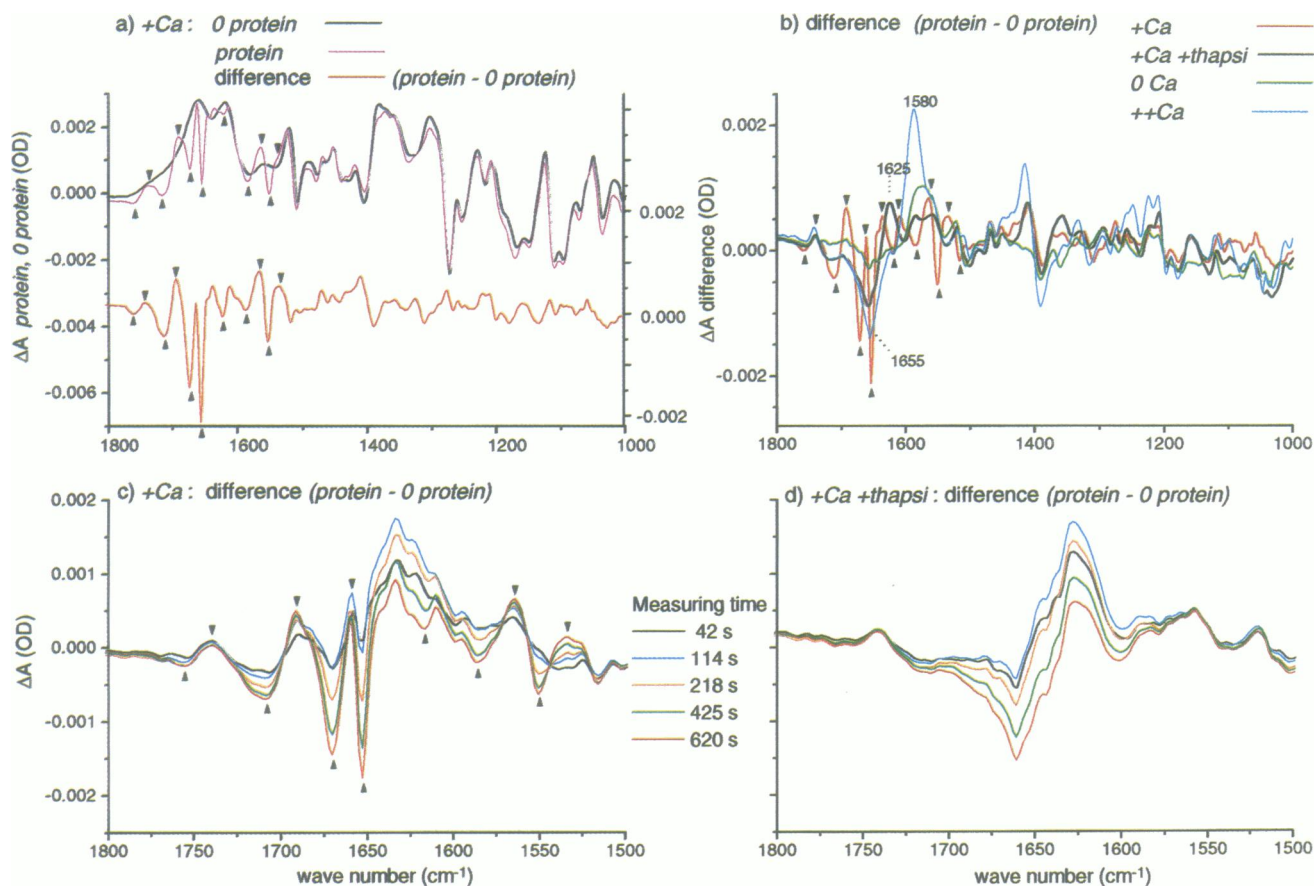 a) +Ca : 0 protein
protein
difference (protein - 0 protein)
ΔA protein, 0 protein (OD)
0.002
0.000
-0.002
-0.004
-0.006
0.002
0.000
-0.002
1800 1600 1400 1200 1000
b) difference (protein - 0 protein)
+Ca
+Ca +thapsi
0 Ca
++Ca
ΔA difference (OD)
0.002
0.000
-0.002
1580
1625
1655
1800 1600 1400 1200 1000
c) +Ca : difference (protein - 0 protein)
ΔA (OD)
0.002
0.001
0.000
-0.001
-0.002
1800 1750 1700 1650 1600 1550 1500
wave number (cm-1)
Measuring time
42 s
114 s
218 s
425 s
620 s
d) +Ca +thapsi : difference (protein - 0 protein)
1800 1750 1700 1650 1600 1550 1500
wave number (cm-1)